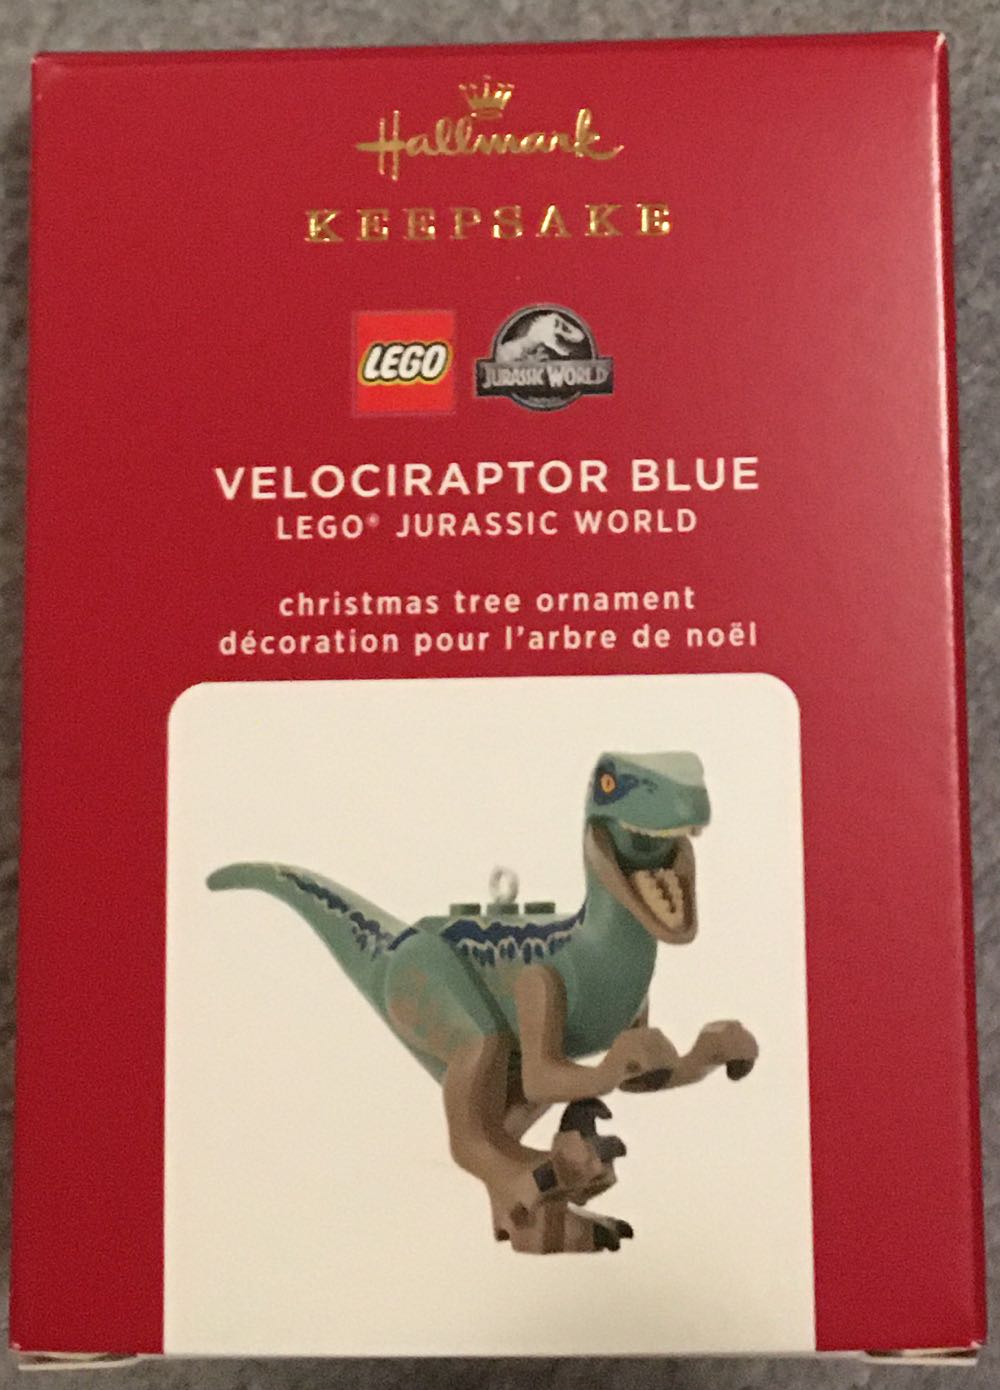 Hallmark
KEEPSAKE
LEGO
JURASSIC WORLD
VELOCIRAPTOR BLUE
LEGO® JURASSIC WORLD
christmas tree ornament
décoration pour l'arbre de noël